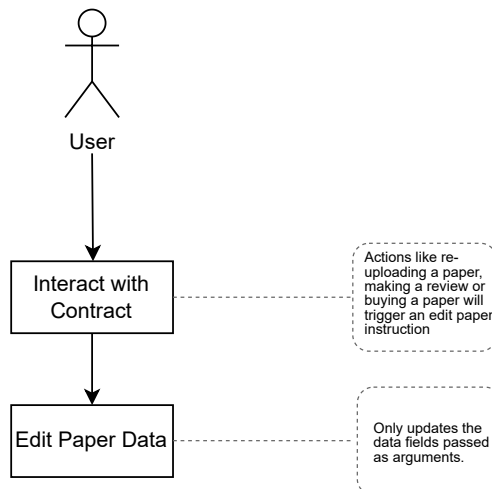 User
Interact with
Contract
Actions like re-
uploading a paper,
making a review or
buying a paper will
trigger an edit paper
instruction
Edit Paper Data
Only updates the
data fields passed
as arguments.